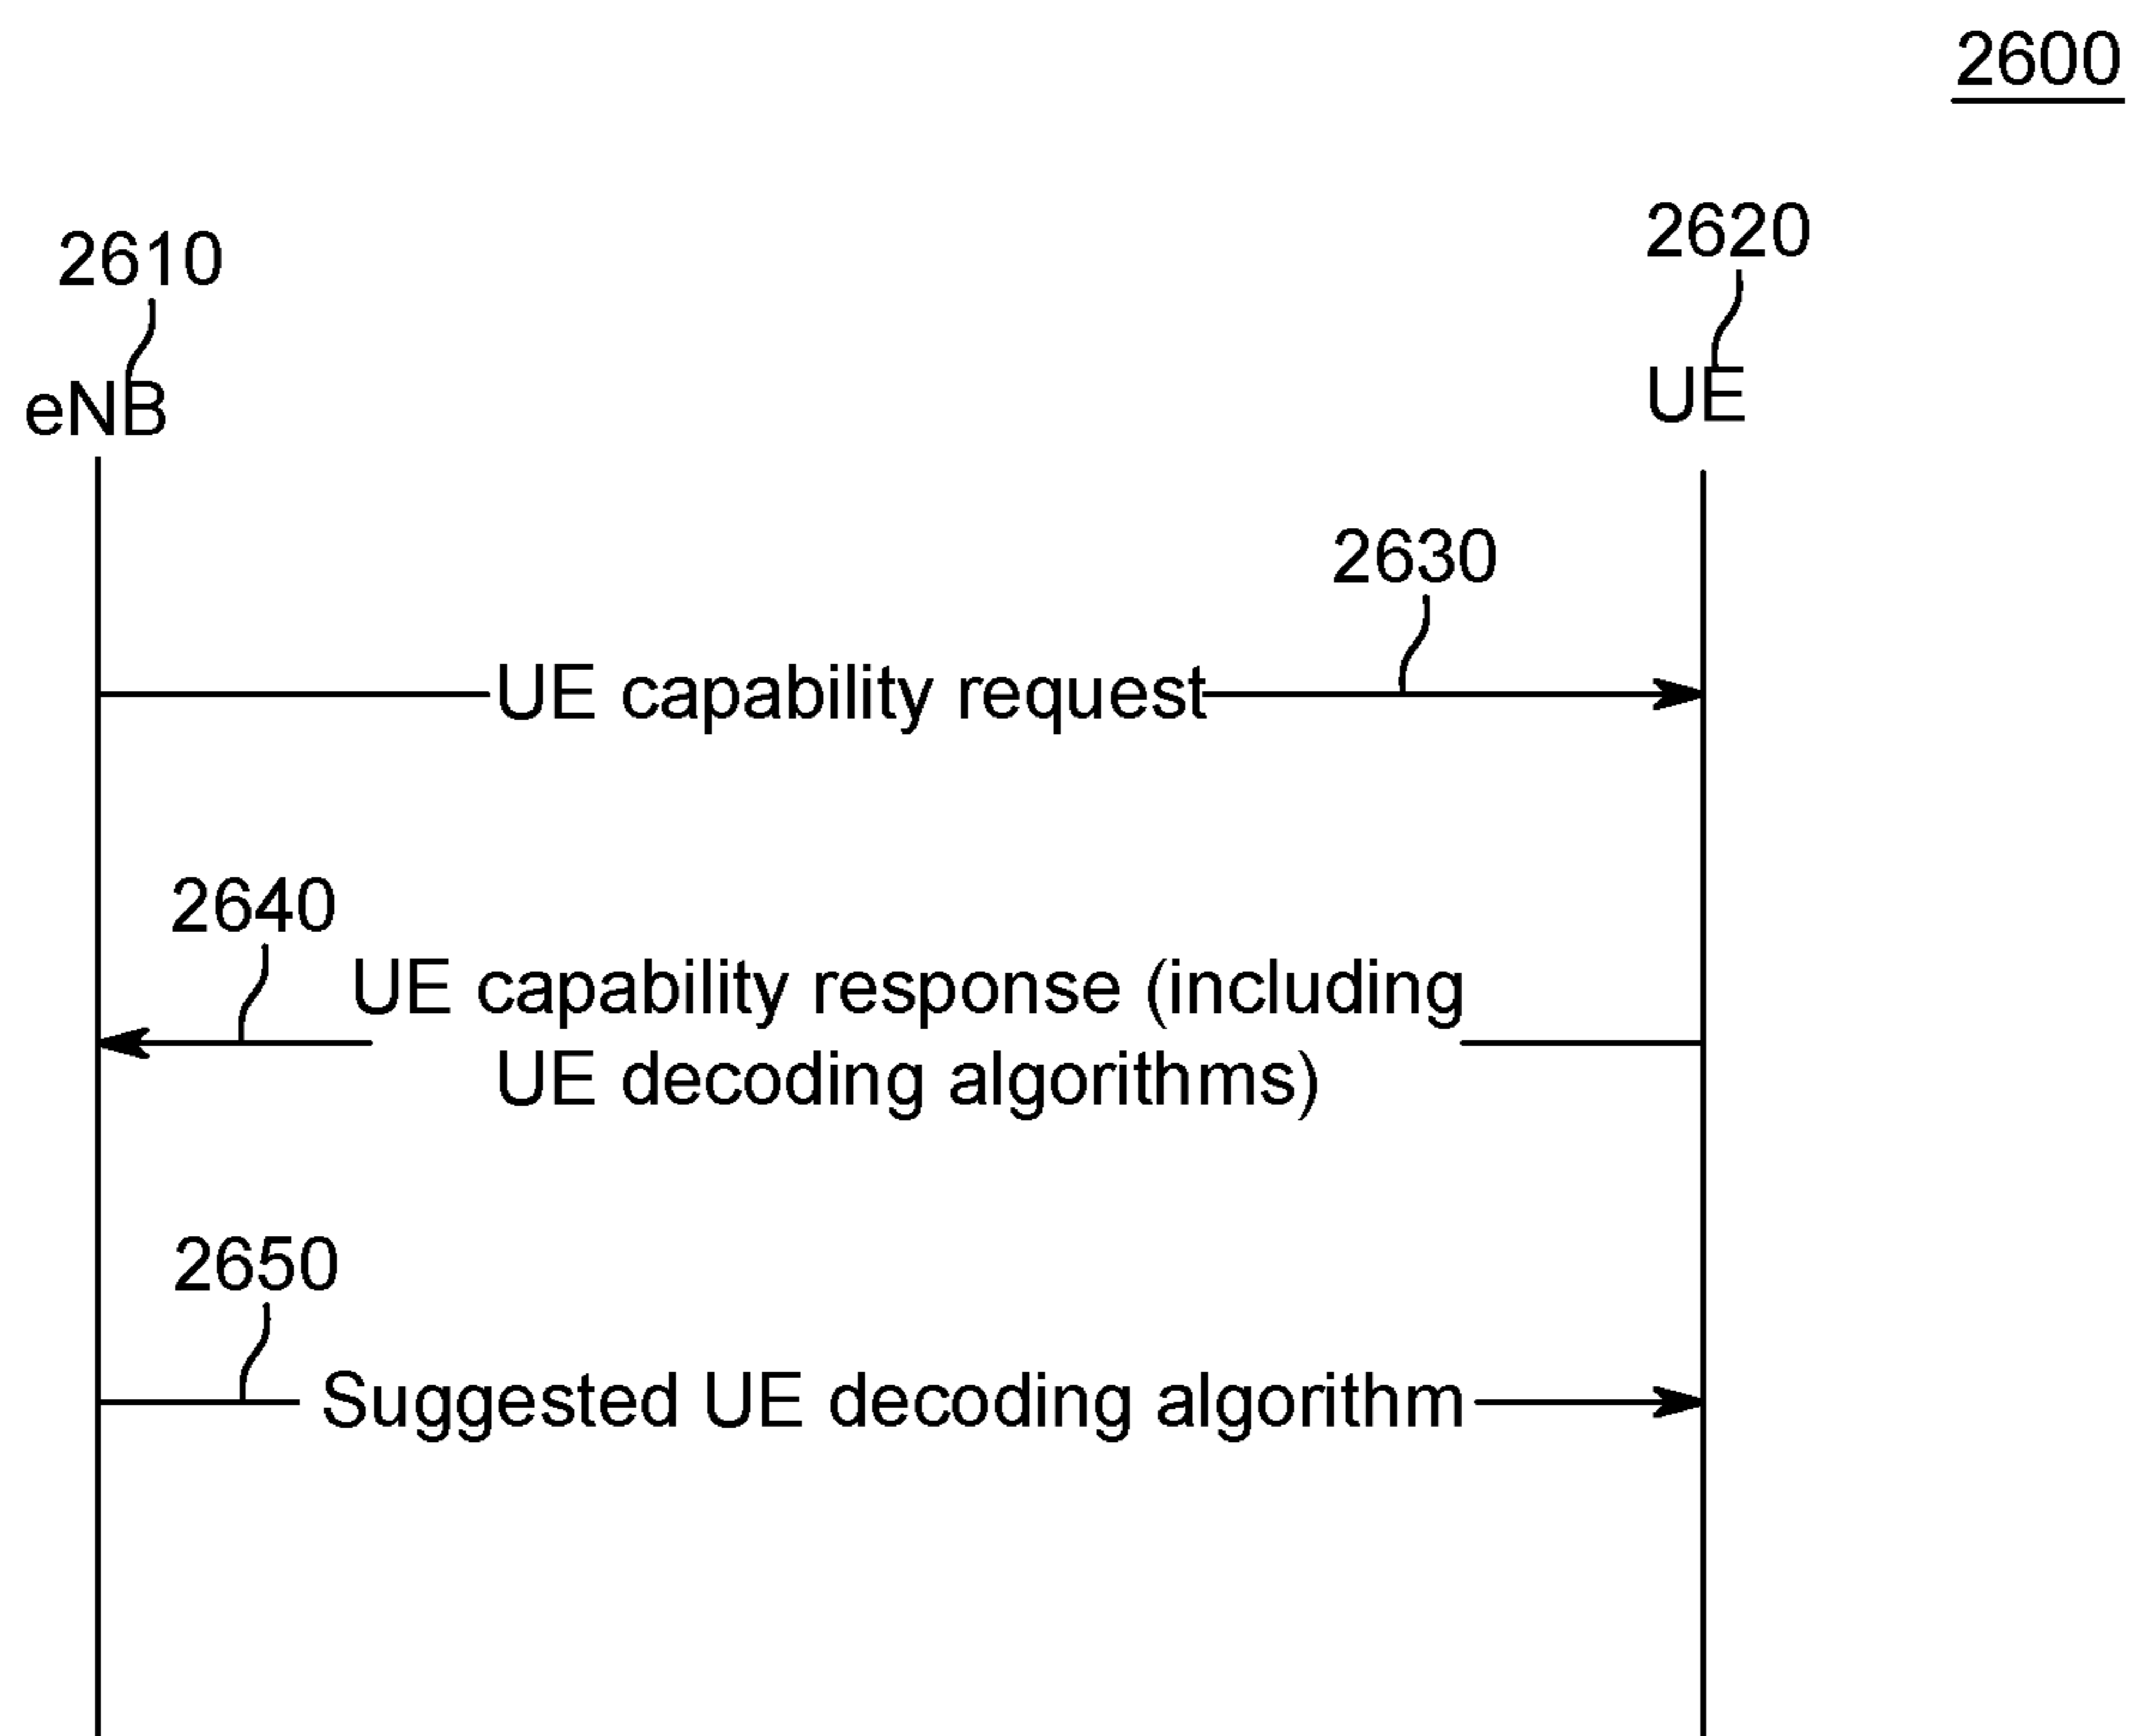 2600
2610
2620
eNB
UE
2630
UE capability request
2640
UE capability response (including
UE decoding algorithms)
2650
Suggested UE decoding algorithm